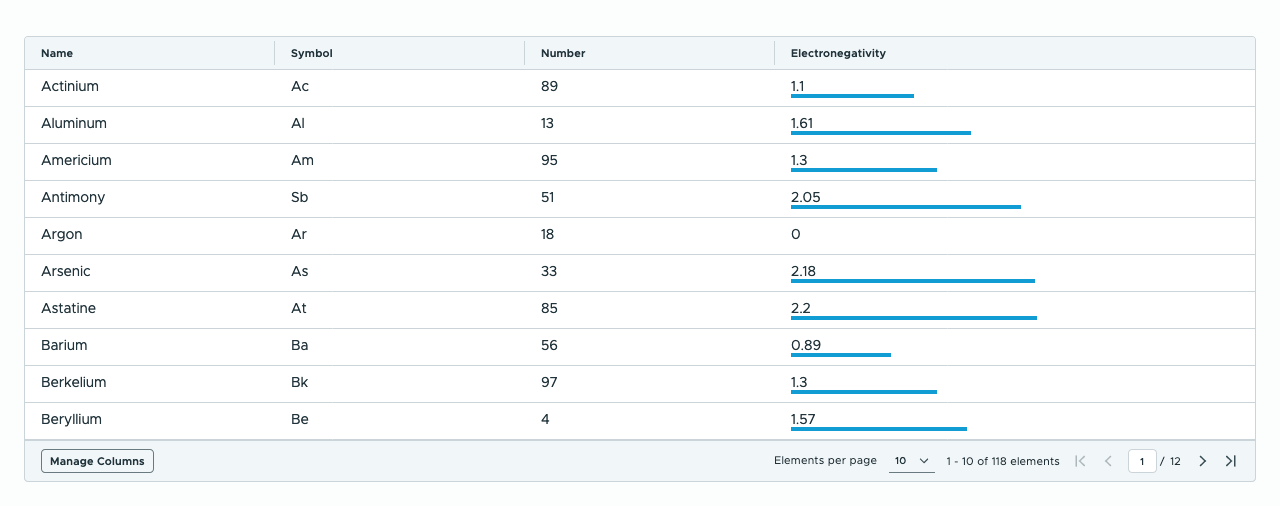 Name Symbol Number Electronegativity
Actinium Ac 89 1.1
Aluminum Al 13 1.61
Americium Am 95 1.3
Antimony Sb 51 2.05
Argon Ar 18 0
Arsenic As 33 2.18
Astatine At 85 2.2
Barium Ba 56 0.89
Berkelium Bk 97 1.3
Beryllium Be 4 1.57
Manage Columns Elements per page 10 1 - 10 of 118 elements 1 / 12